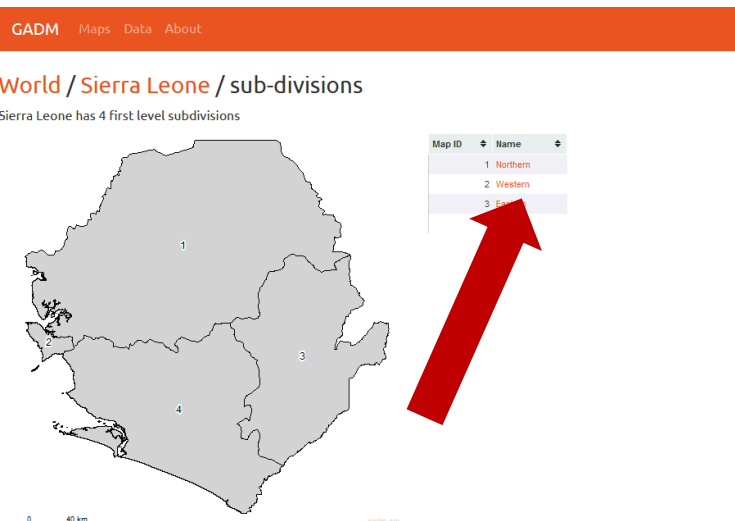 GADM Maps Data About
World / Sierra Leone / sub-divisions
Sierra Leone has 4 first level subdivisions
Map ID Name
1 Northern
2 Western
3
1
2
3
4
0 40 km